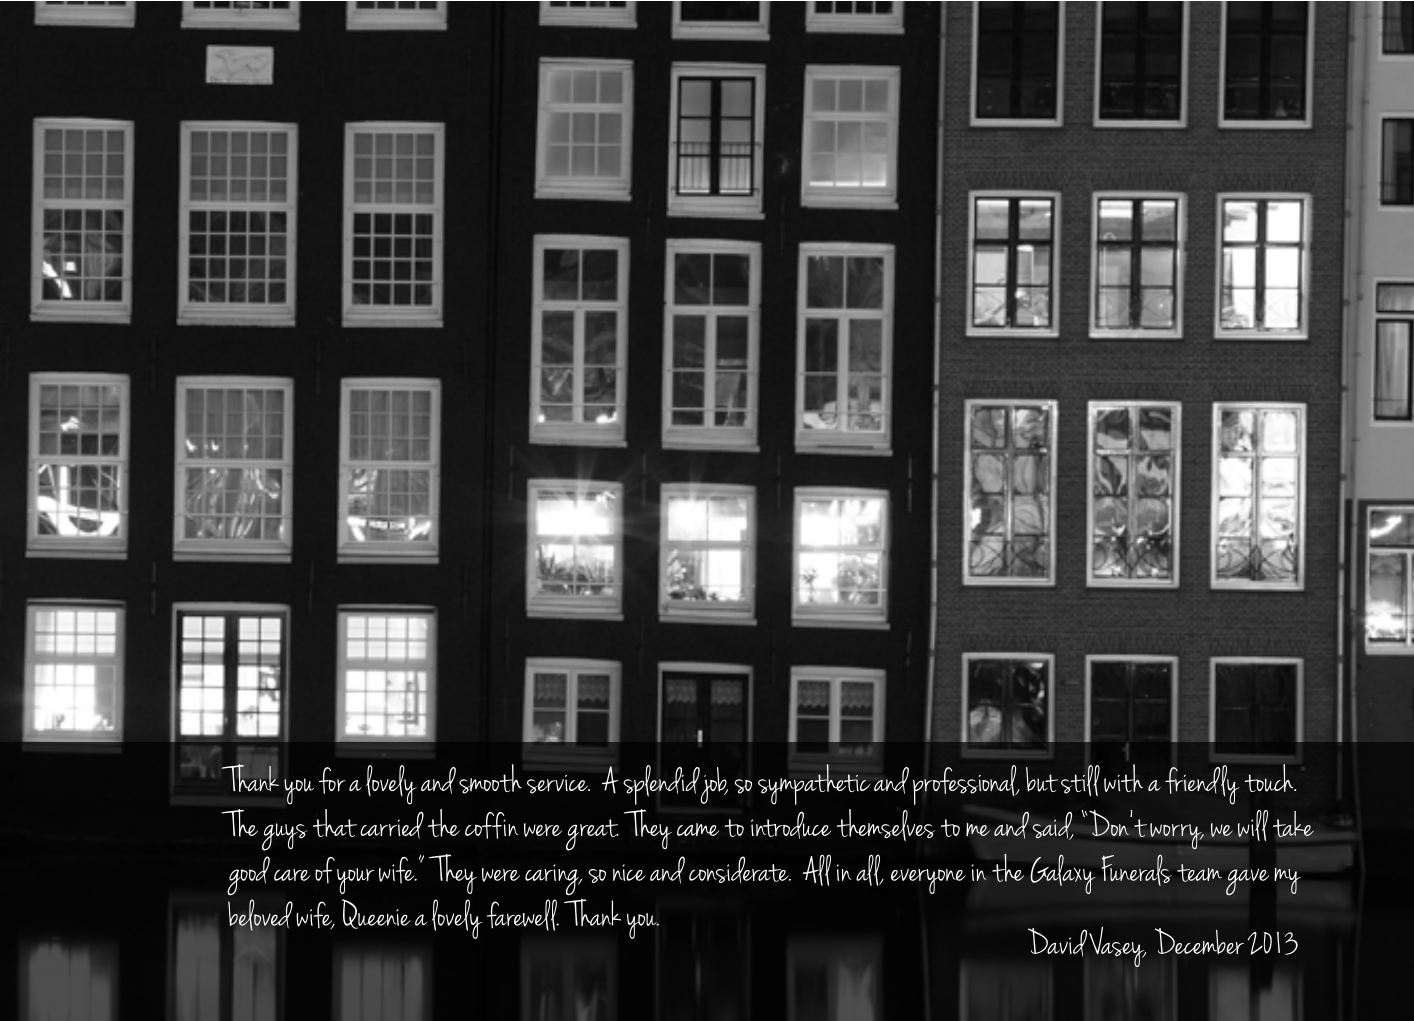 Thank you for a lovely and smooth service. A splendid job, so sympathetic and professional, but still with a friendly touch.
The guys that carried the coffin were great. They came to introduce themselves to me and said, "Don't worry, we will take
good care of your wife." They were caring, so nice and considerate. All in all, everyone in the Galaxy Funerals team gave my
beloved wife, Queenie a lovely farewell. Thank you.
David Vasey, December 2013